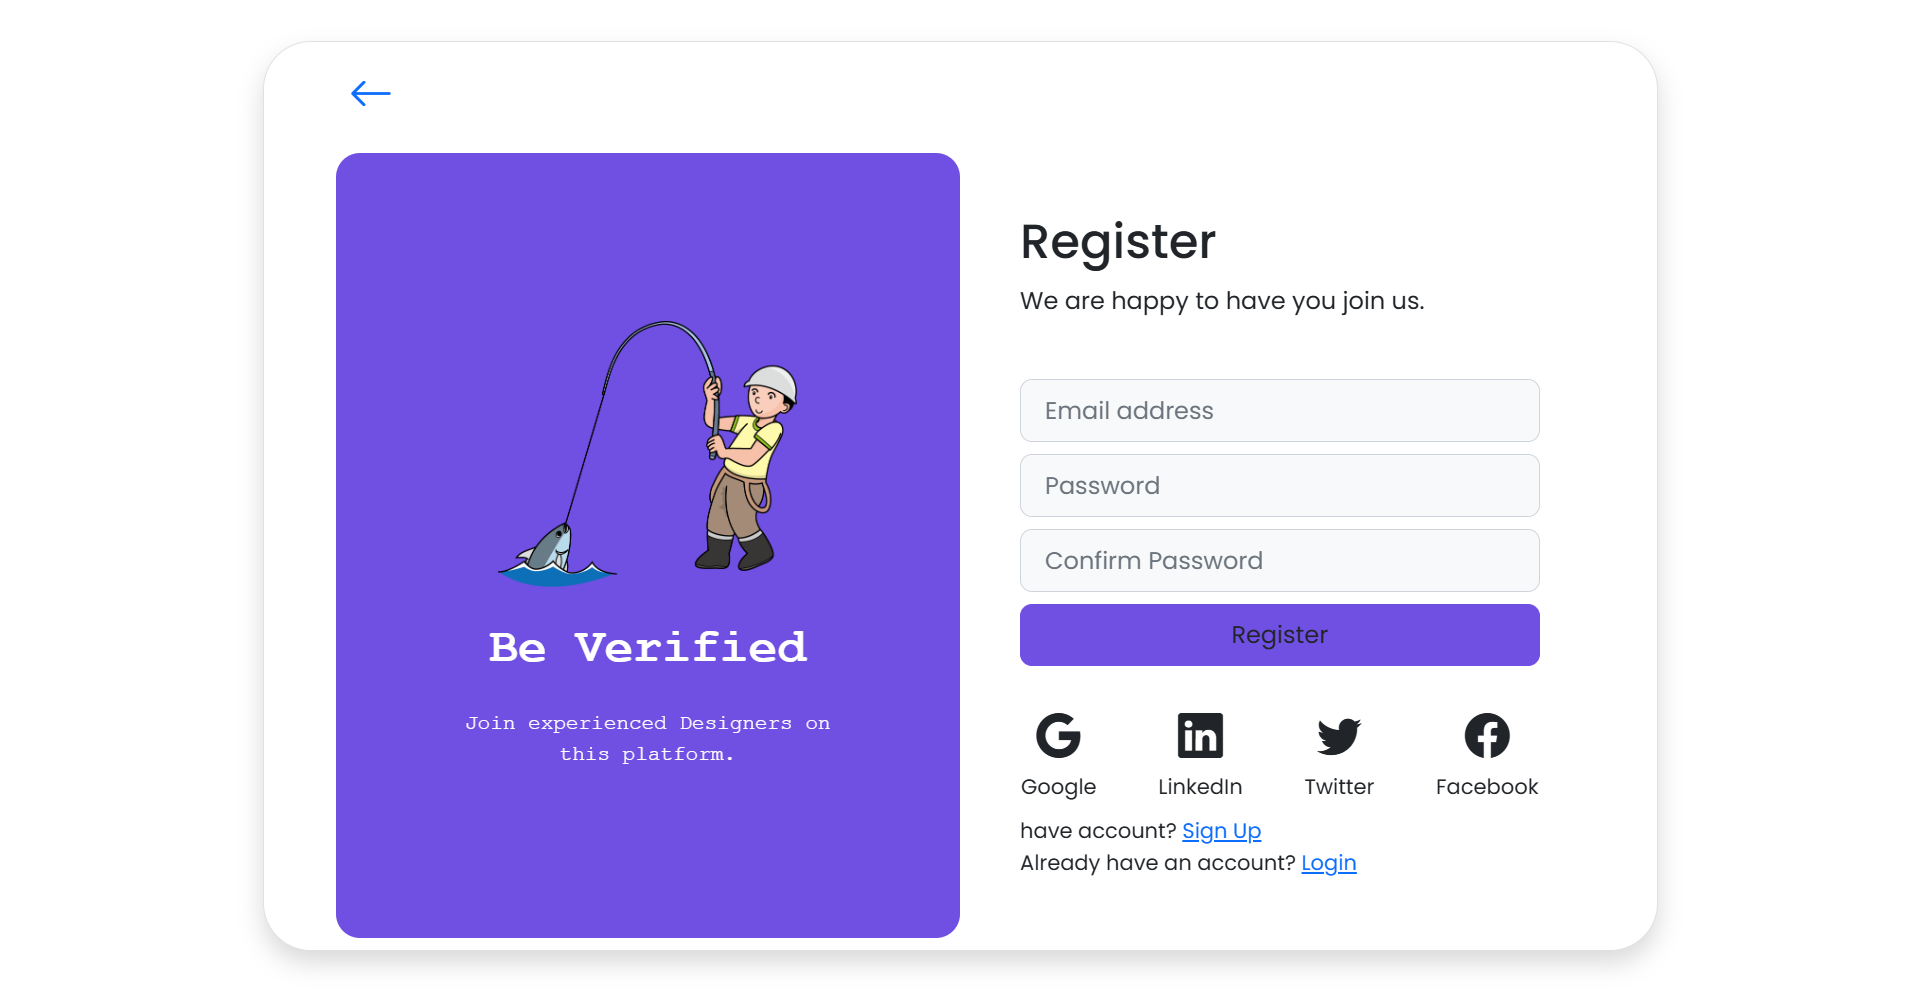 Be Verified
Join experienced Designers on
this platform.
Register
We are happy to have you join us.
Email address
Password
Confirm Password
Register
Google LinkedIn Twitter Facebook
have account? Sign Up
Already have an account? Login